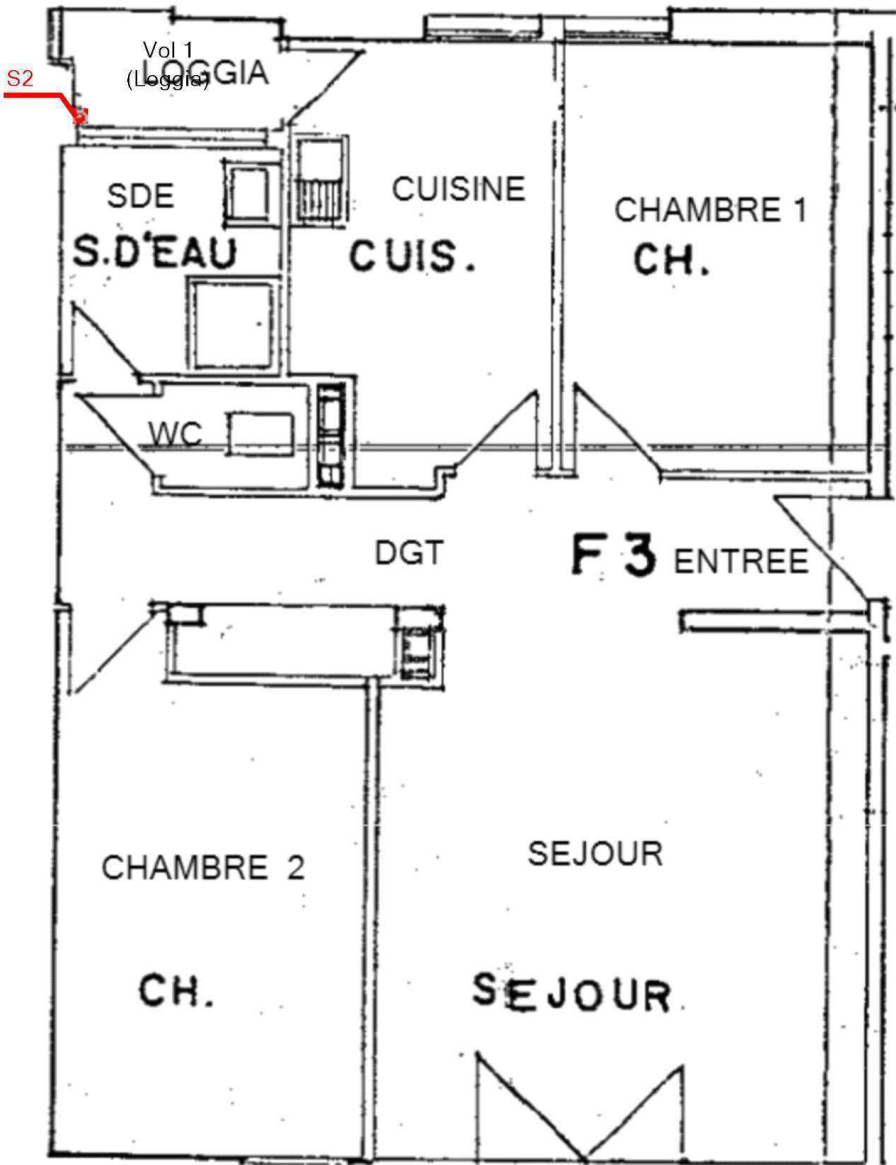 Vol 1
(Loggia)
LOGGIA
S2
SDE
S.D'EAU
CUISINE
CUIS.
CHAMBRE 1
CH.
WC
DGT
F 3
ENTREE
CHAMBRE 2
CH.
SEJOUR
SEJOUR